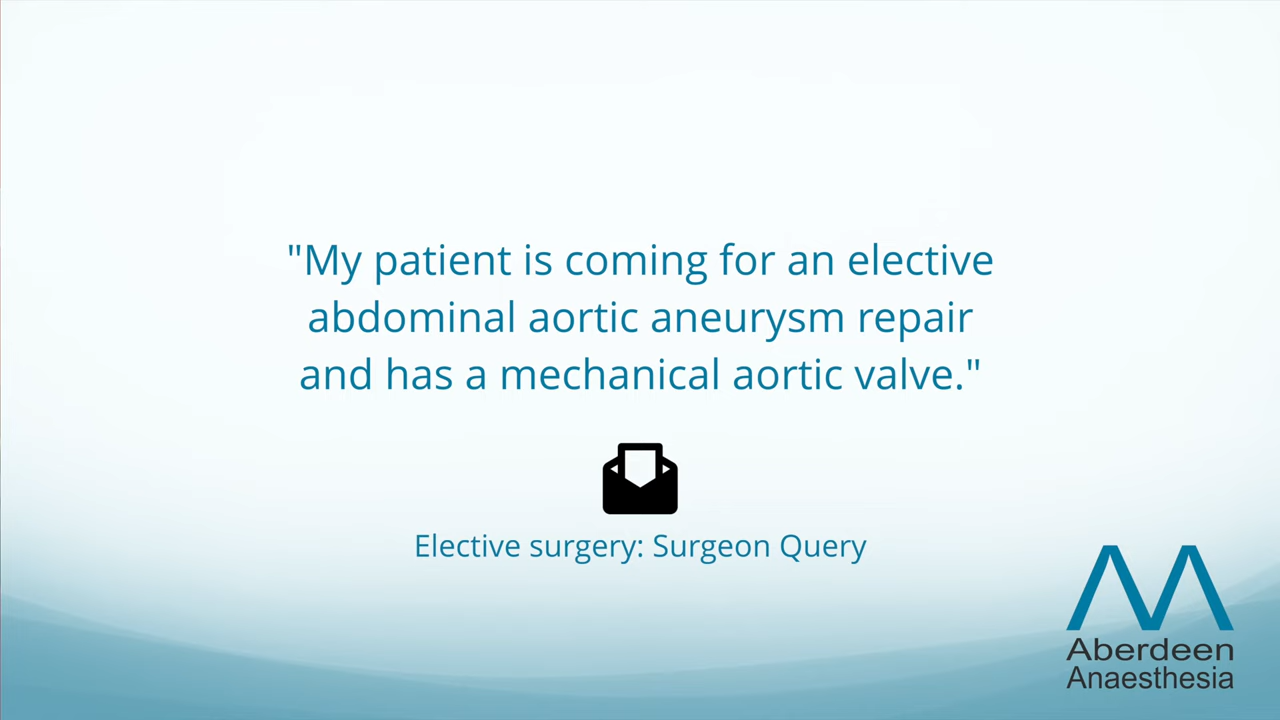 "My patient is coming for an elective
abdominal aortic aneurysm repair
and has a mechanical aortic valve."
Elective surgery: Surgeon Query
Aberdeen
Anaesthesia